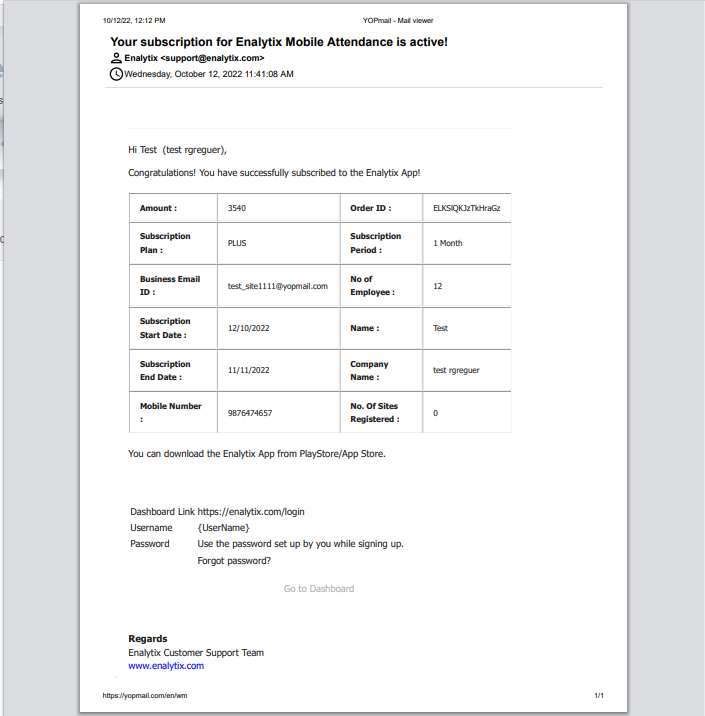 10/12/22, 12:12 PM YOPmail - Mail viewer
Your subscription for Enalytix Mobile Attendance is active!
Enalytix <support@enalytix.com>
Wednesday, October 12, 2022 11:41:08 AM
Hi Test (test rgreguer),
Congratulations! You have successfully subscribed to the Enalytix App!
Amount : 3540 Order ID : ELKSlQKJzTkHraGz
Subscription Plan : PLUS Subscription Period : 1 Month
Business Email ID : test_site1111@yopmail.com No of Employee : 12
Subscription Start Date : 12/10/2022 Name : Test
Subscription End Date : 11/11/2022 Company Name : test rgreguer
Mobile Number : 9876474657 No. Of Sites Registered : 0
You can download the Enalytix App from PlayStore/App Store.
Dashboard Link https://enalytix.com/login
Username {UserName}
Password Use the password set up by you while signing up.
Forgot password?
Go to Dashboard
Regards
Enalytix Customer Support Team
www.enalytix.com
https://yopmail.com/en/wm 1/1